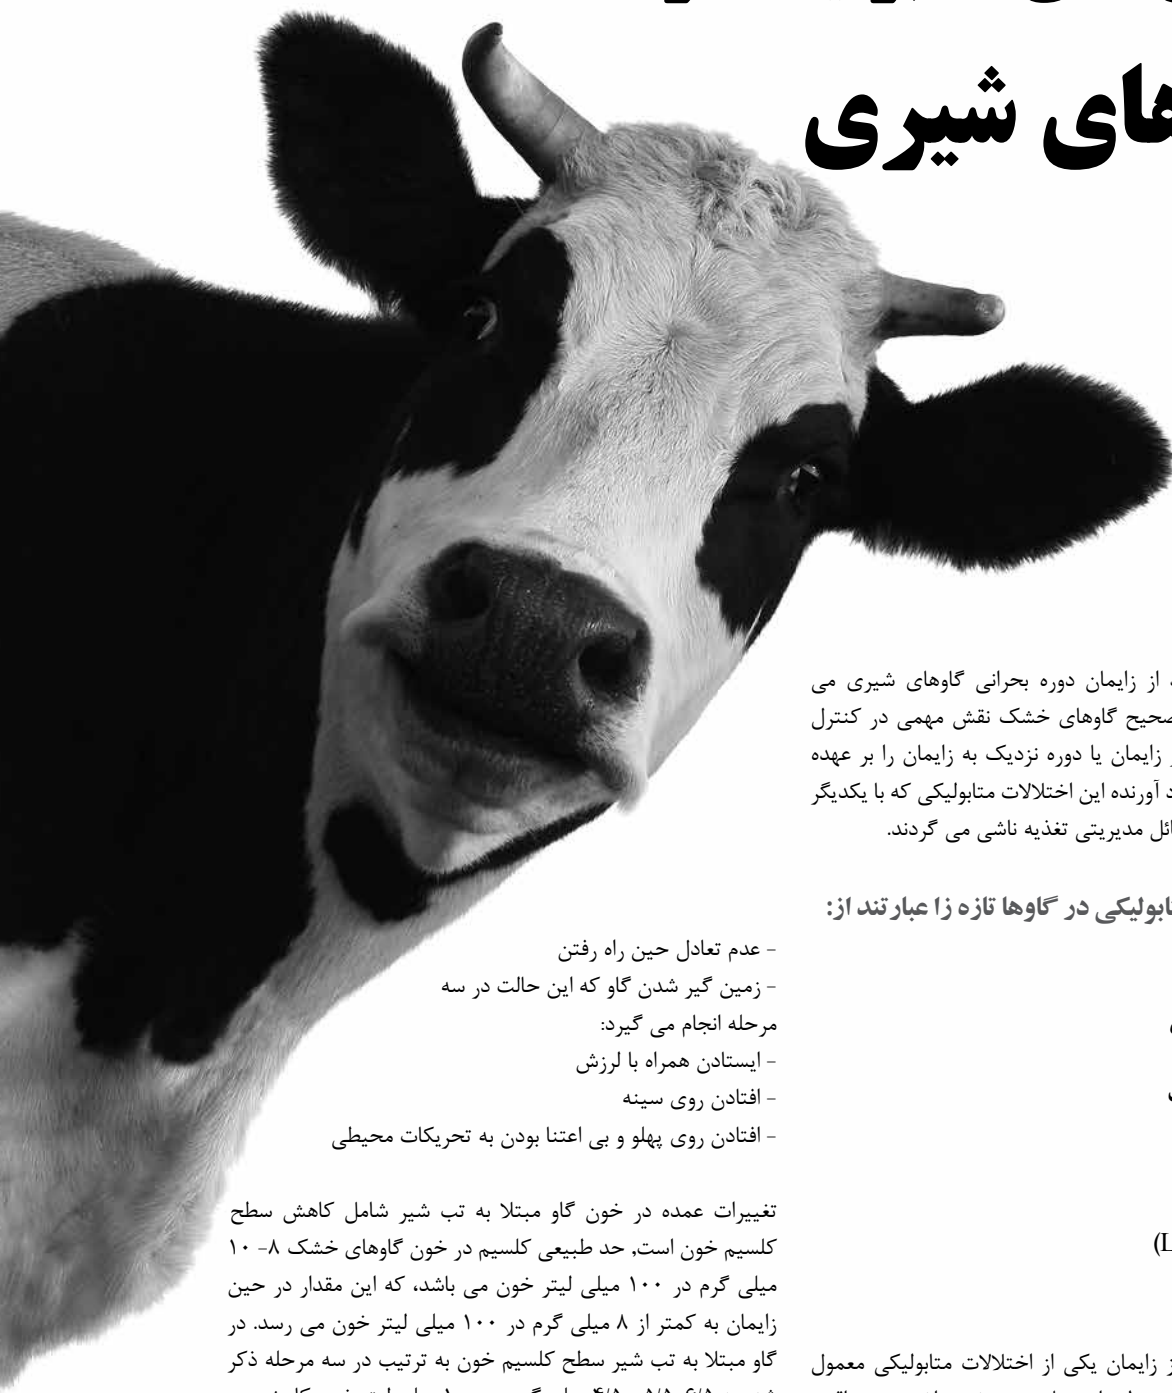 های شیری
از زایمان دوره بحرانی گاوهای شیری می
صحیح گاوهای خشک نقش مهمی در کنترل
زایمان یا دوره نزدیک به زایمان را بر عهده
آورنده این اختلالات متابولیکی که با یکدیگر
مدیریتی تغذیه ناشی می گردند.
در گاوها تازه زا عبارتند از:
از زایمان یکی از اختلالات متابولیکی معمول
- عدم تعادل حین راه رفتن
- زمین گیر شدن گاو که این حالت در سه
مرحله انجام می گیرد:
- ایستادن همراه با لرزش
- افتادن روی سینه
- افتادن روی پهلو و بی اعتنا بودن به تحریکات محیطی
تغییرات عمده در خون گاو مبتلا به تب شیر شامل کاهش سطح
کلسیم خون است, حد طبیعی کلسیم در خون گاوهای خشک ۸- ۱۰
میلی گرم در ۱۰۰ میلی لیتر خون می باشد، که این مقدار در حین
زایمان به کمتر از ۸ میلی گرم در ۱۰۰ میلی لیتر خون می رسد. در
گاو مبتلا به تب شیر سطح کلسیم خون به ترتیب در سه مرحله ذکر